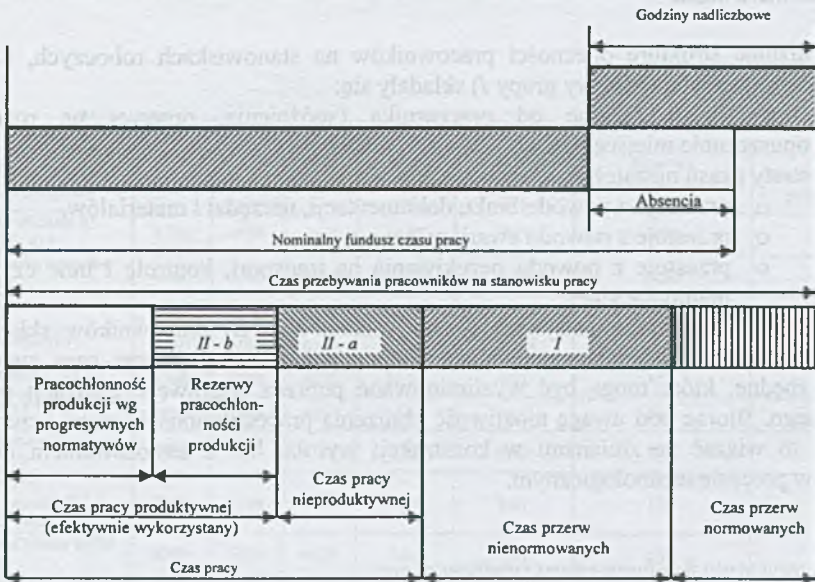 Godziny nadliczbowe
Absencja
Nominalny fundusz czasu pracy
Czas przebywania pracowników na stanowisku pracy
II - b
II - a
I
Pracochłonność
produkcji wg
progresywnych
normatywów
Rezerwy
pracochłon-
ności
produkcji
Czas pracy
nieproduktywnej
Czas pracy produktywnej
(efektywnie wykorzystany)
Czas przerw
nienormowanych
Czas przerw
normowanych
Czas pracy